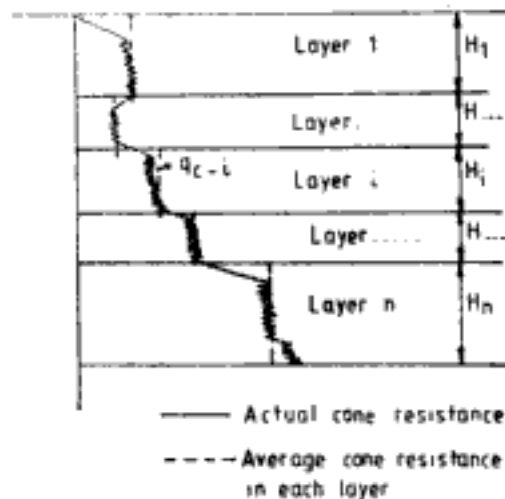 Layer 1 H1
Layer. H....
qc-i
Layer i Hi
Layer...... H....
Layer n Hn
Actual cone resistance
Average cone resistance
in each layer